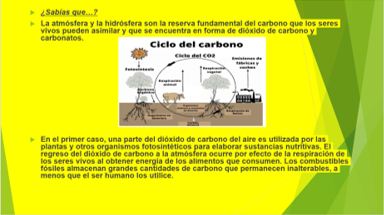 ¿Sabías que…?
La atmósfera y la hidrósfera son la reserva fundamental del carbono que los seres
vivos pueden asimilar y que se encuentra en forma de dióxido de carbono y
carbonatos.
Ciclo del carbono
Ciclo del CO2
Emisiones de
fábricas y
coches
Fotosíntesis
Respiración
vegetal
Respiración
animal
En el primer caso, una parte del dióxido de carbono del aire es utilizada por las
plantas y otros organismos fotosintéticos para elaborar sustancias nutritivas. El
regreso del dióxido de carbono a la atmósfera ocurre por efecto de la respiración de
los seres vivos al obtener energía de los alimentos que consumen. Los combustibles
fósiles almacenan grandes cantidades de carbono que permanecen inalterables, a
menos que el ser humano los utilice.